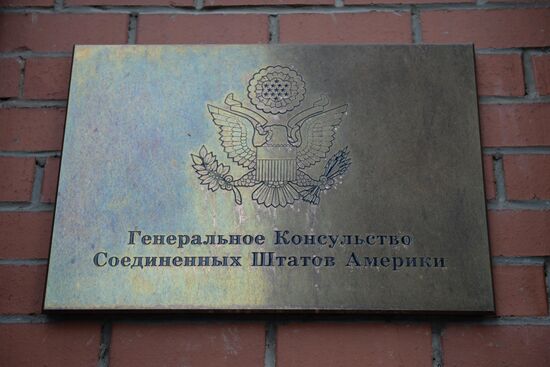 Генеральное Консульство
Соединенных Штатов Америки